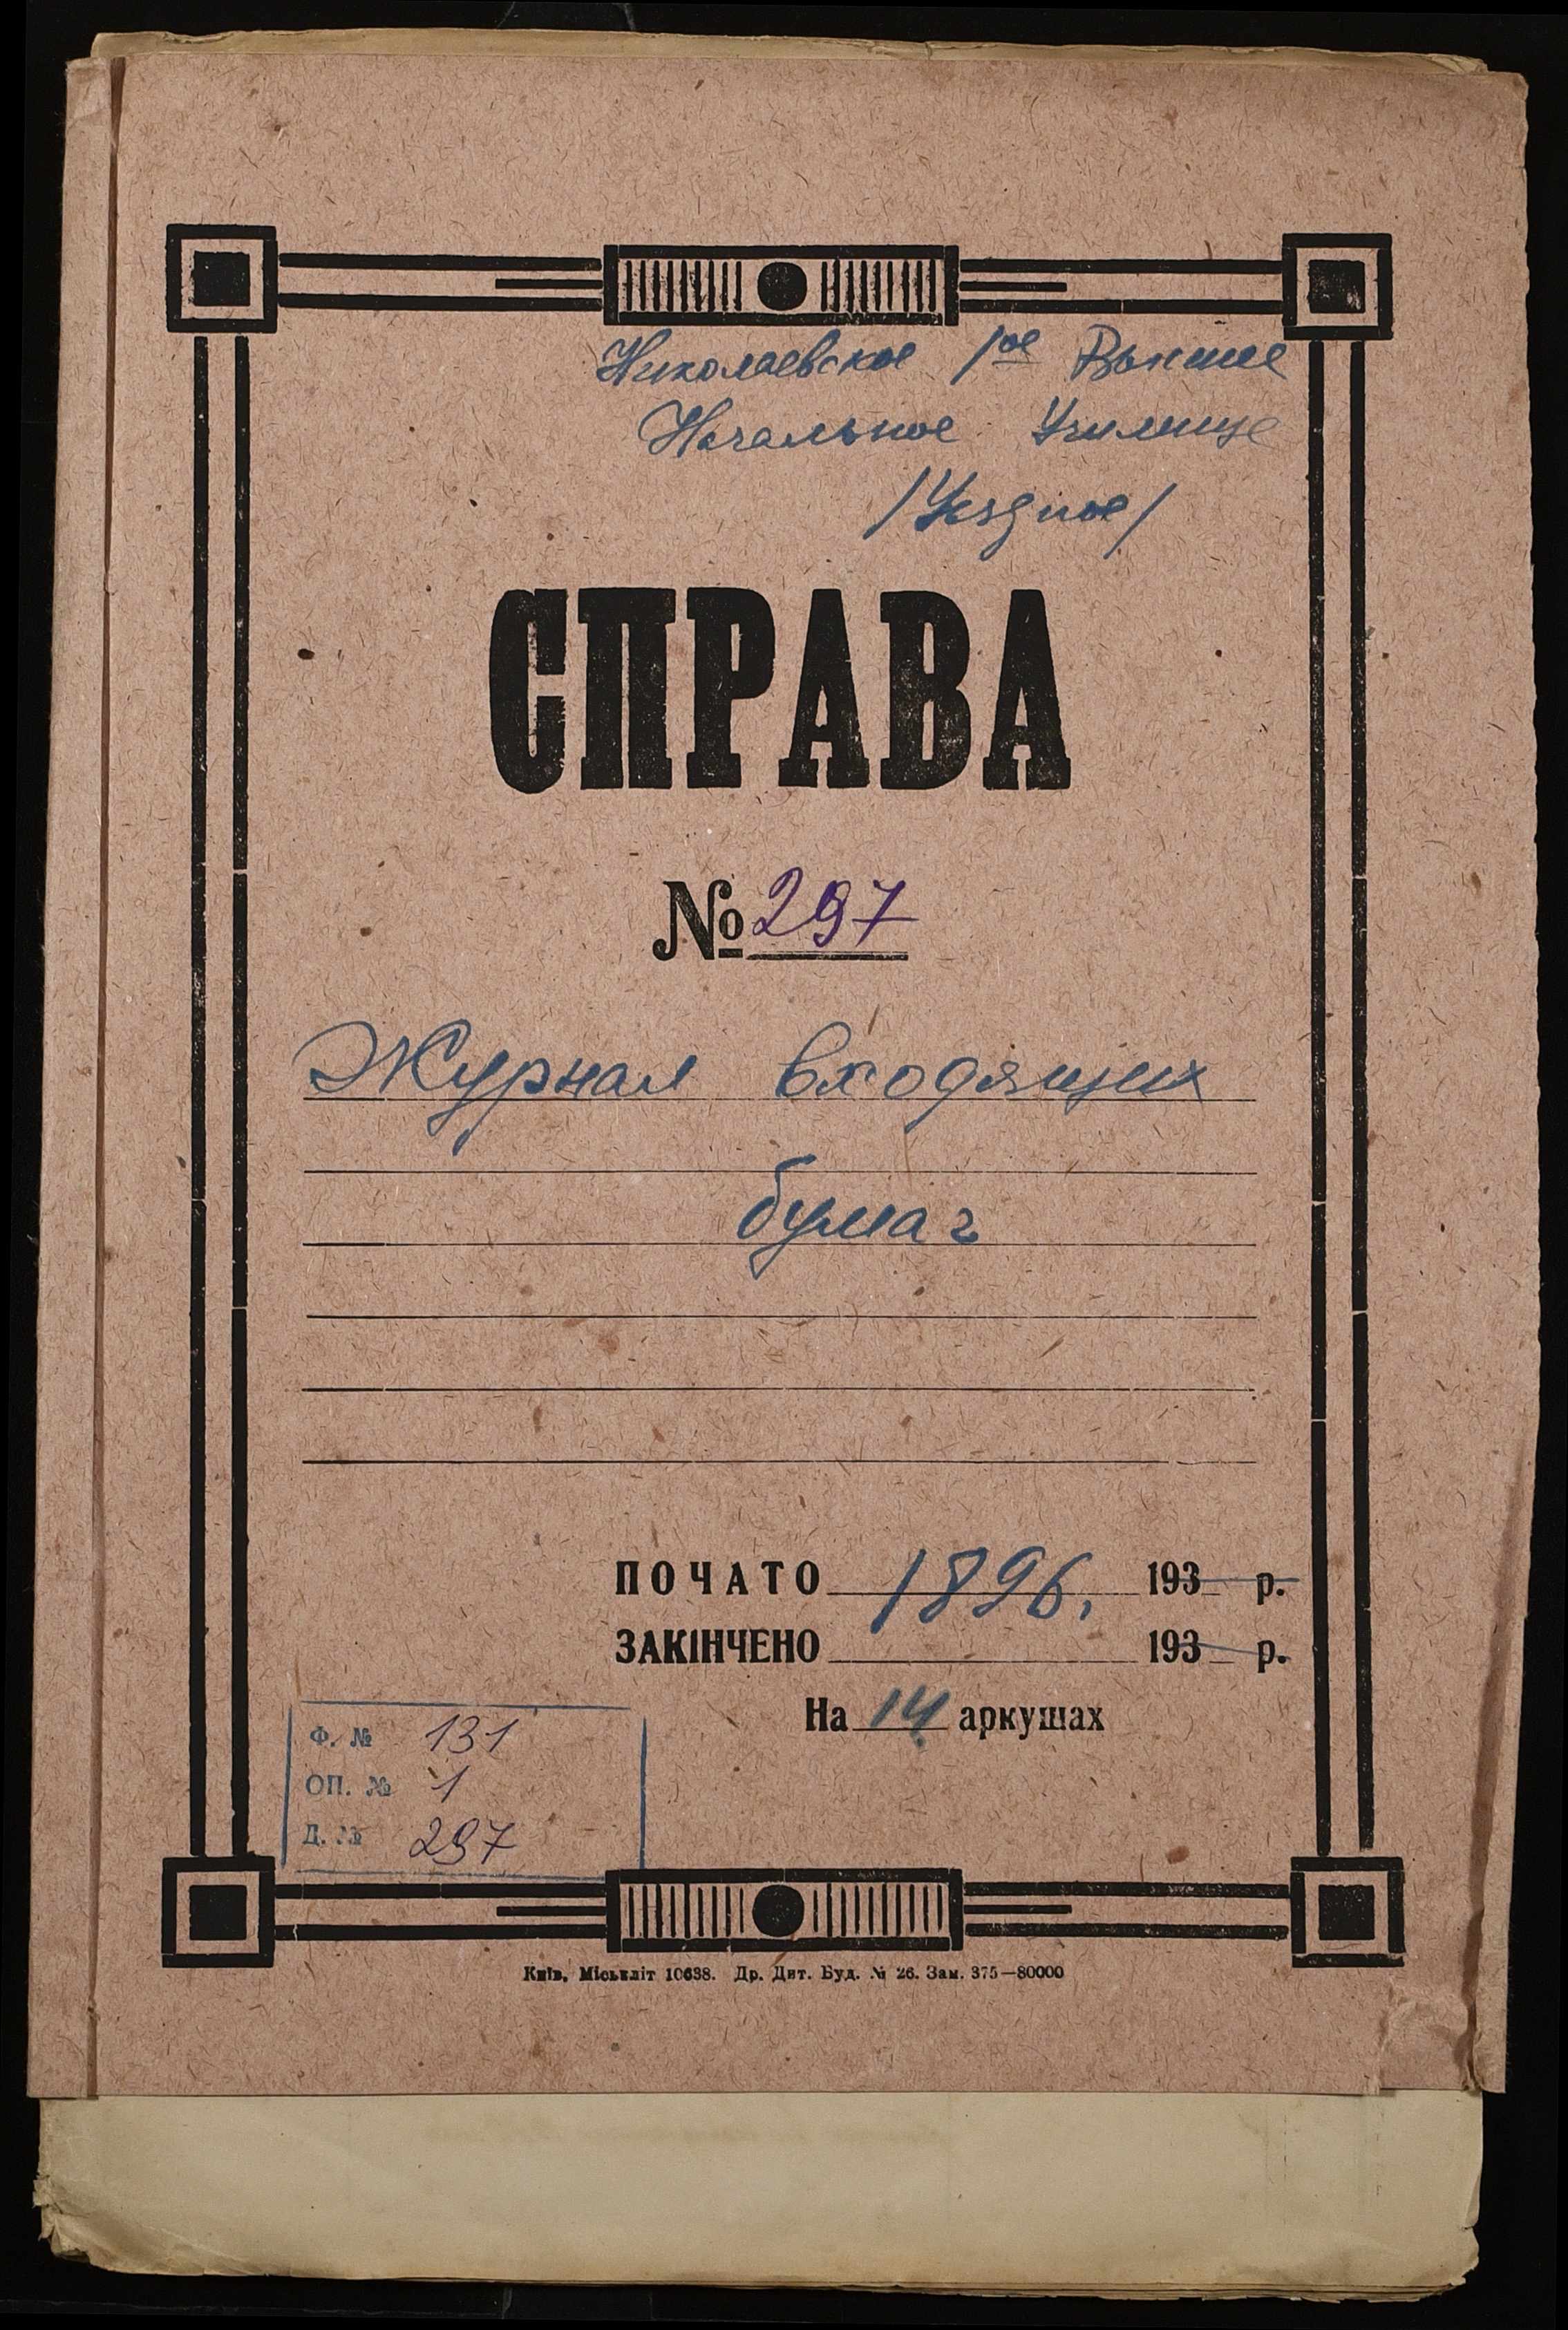 Николаевское 1ое Высшее
Начальное Училище
/Уездное/
СПРАВА
№ 297
Журнал входящих
бумаг
ПОЧАТО 1896, 193 р.
ЗАКІНЧЕНО 193 р.
На 14 аркушах
Ф. № 131
ОП. № 1
Д. № 297
Київ, Міськліт 10638. Др. Дит. Буд. № 26. Зам. 375—80000